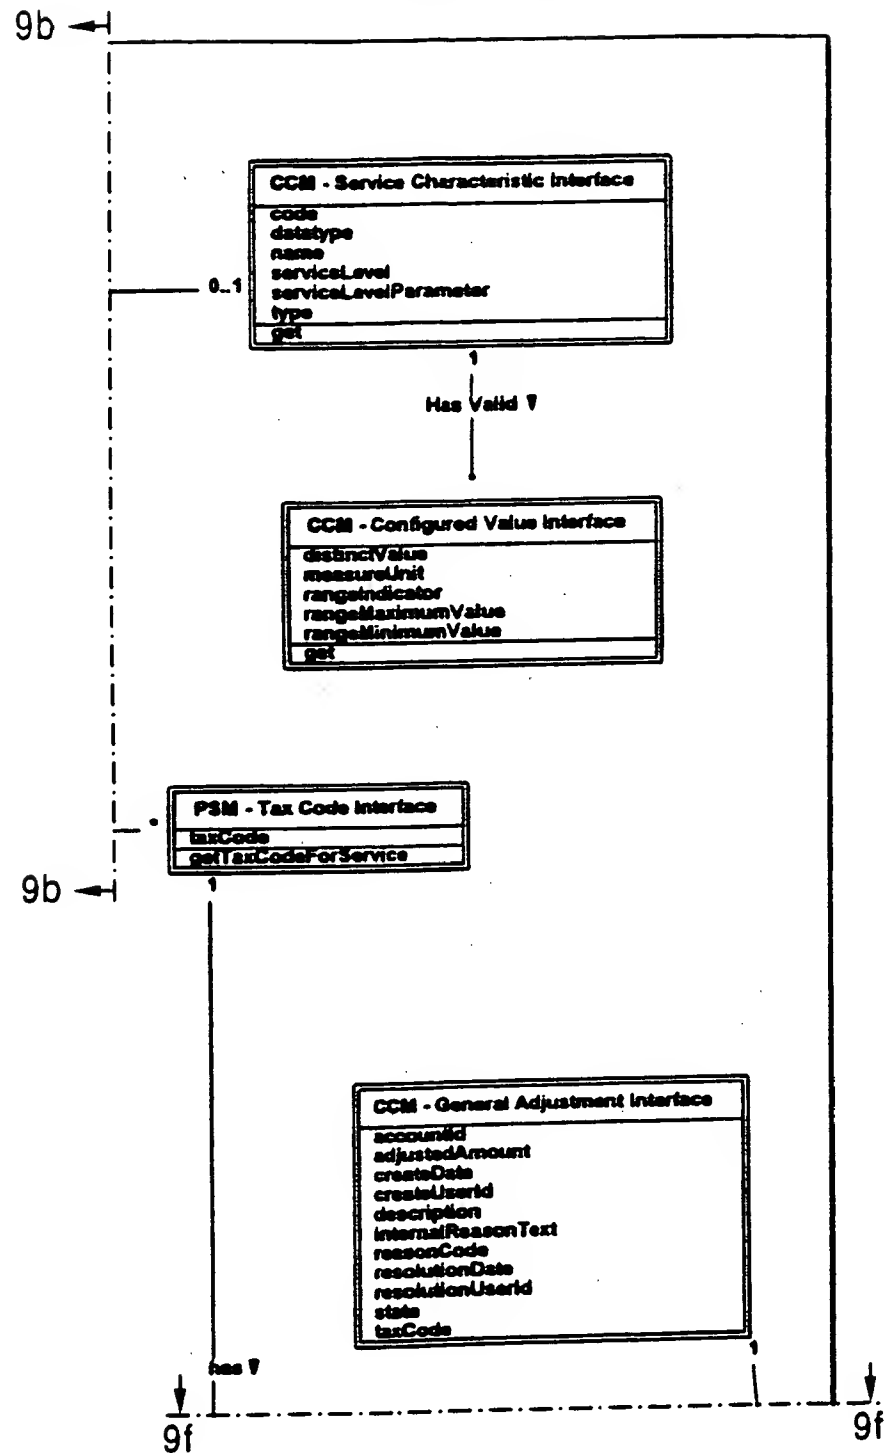 9b
CCM - Service Characteristic Interface
code
datatype
name
serviceLevel
serviceLevelParameter
type
get
0..1
1
Has Valid ▼
*
CCM - Configured Value Interface
distinctValue
measureUnit
rangeIndicator
rangeMaximumValue
rangeMinimumValue
get
*
PSM - Tax Code Interface
taxCode
getTaxCodeForService
1
9b
CCM - General Adjustment Interface
accountId
adjustedAmount
createDate
createUserId
description
internalReasonText
reasonCode
resolutionDate
resolutionUserId
state
taxCode
1
has ▼
9f
9f